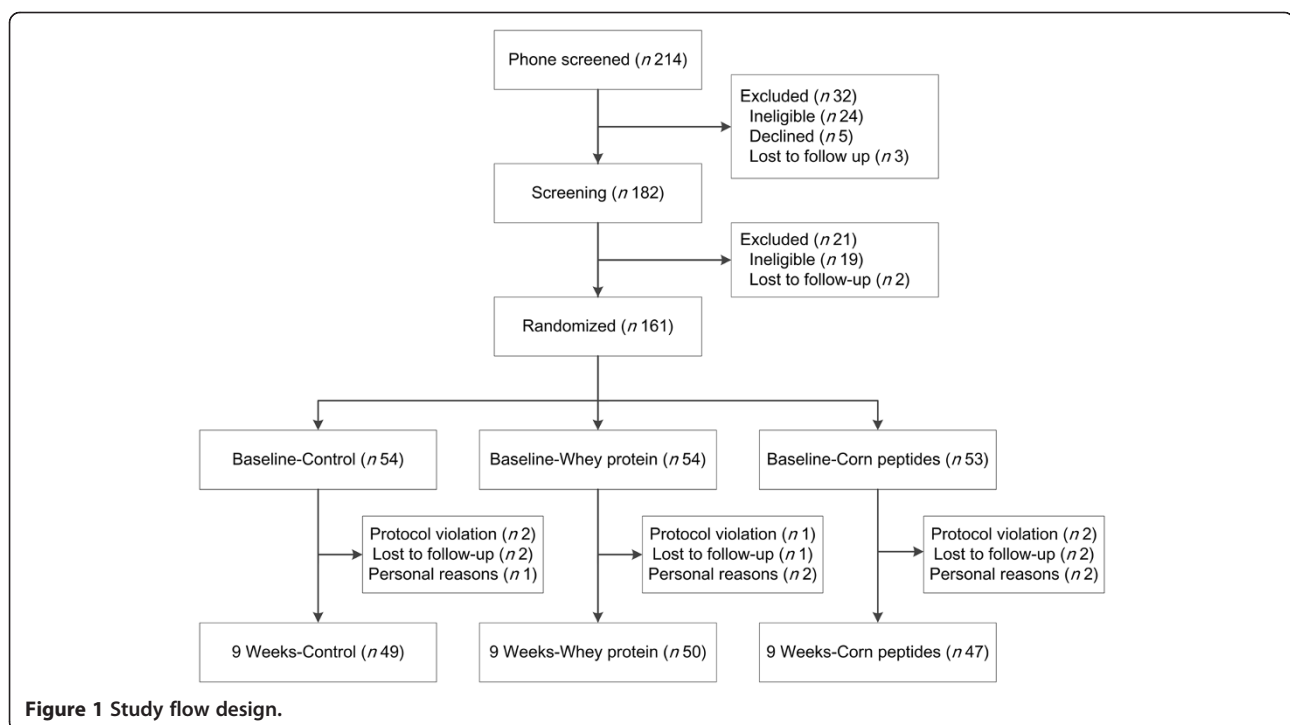 Phone screened (n 214)
Excluded (n 32)
Ineligible (n 24)
Declined (n 5)
Lost to follow up (n 3)
Screening (n 182)
Excluded (n 21)
Ineligible (n 19)
Lost to follow-up (n 2)
Randomized (n 161)
Baseline-Control (n 54)
Baseline-Whey protein (n 54)
Baseline-Corn peptides (n 53)
Protocol violation (n 2)
Lost to follow-up (n 2)
Personal reasons (n 1)
Protocol violation (n 1)
Lost to follow-up (n 1)
Personal reasons (n 2)
Protocol violation (n 2)
Lost to follow-up (n 2)
Personal reasons (n 2)
9 Weeks-Control (n 49)
9 Weeks-Whey protein (n 50)
9 Weeks-Corn peptides (n 47)
Figure 1 Study flow design.